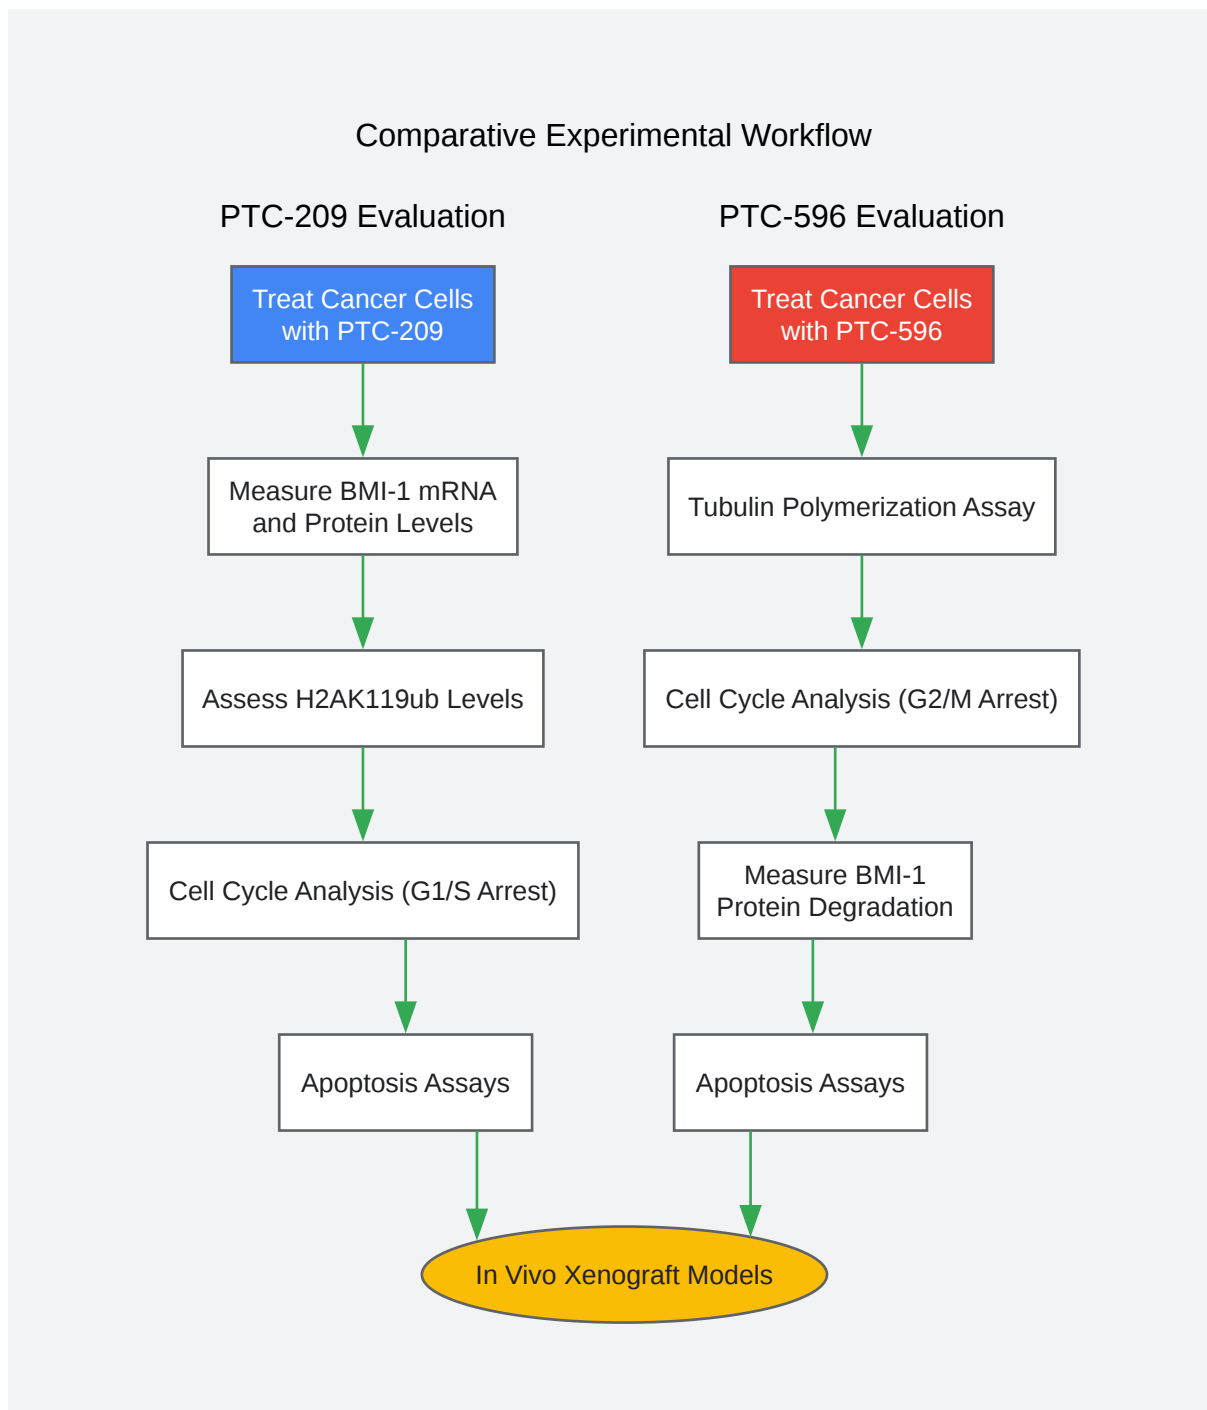 Comparative Experimental Workflow
PTC-209 Evaluation
Treat Cancer Cells
with PTC-209
Measure BMI-1 mRNA
and Protein Levels
Assess H2AK119ub Levels
Cell Cycle Analysis (G1/S Arrest)
Apoptosis Assays
PTC-596 Evaluation
Treat Cancer Cells
with PTC-596
Tubulin Polymerization Assay
Cell Cycle Analysis (G2/M Arrest)
Measure BMI-1
Protein Degradation
Apoptosis Assays
In Vivo Xenograft Models